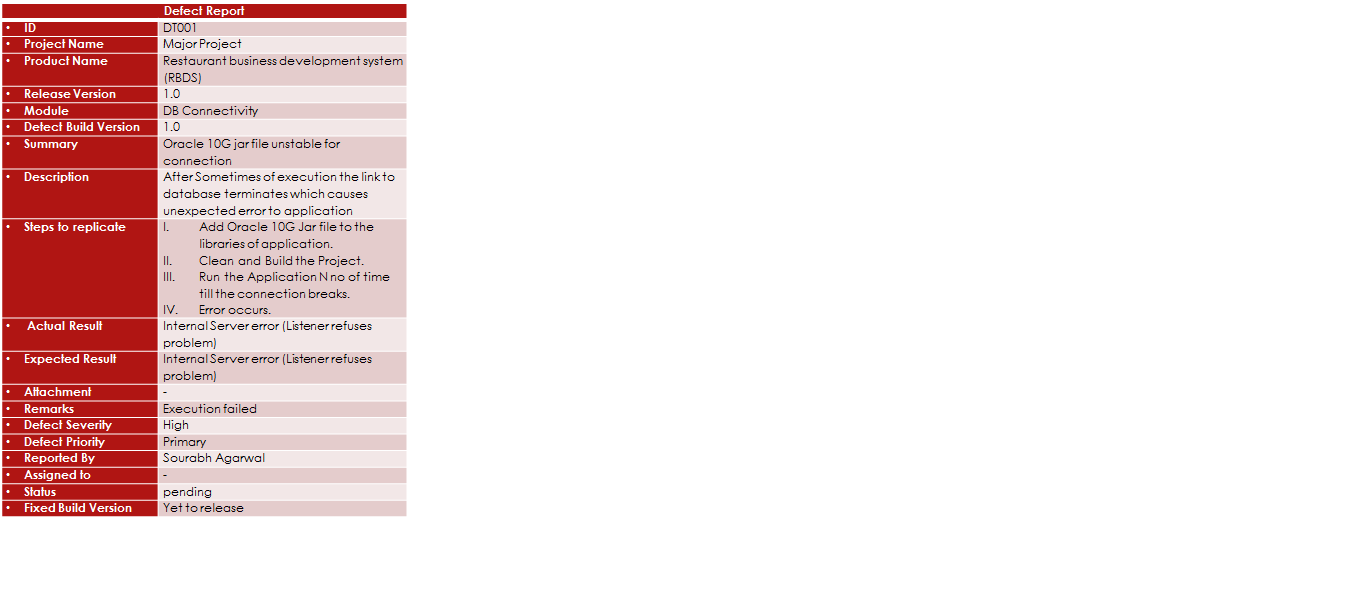 Defect Report
• ID DT001
• Project Name Major Project
• Product Name Restaurant business development system
(RBDS)
• Release Version 1.0
• Module DB Connectivity
• Detect Build Version 1.0
• Summary Oracle 10G jar file unstable for
connection
• Description After Sometimes of execution the link to
database terminates which causes
unexpected error to application
• Steps to replicate I. Add Oracle 10G Jar file to the
libraries of application.
II. Clean and Build the Project.
III. Run the Application N no of time
till the connection breaks.
IV. Error occurs.
• Actual Result Internal Server error (Listener refuses
problem)
• Expected Result Internal Server error (Listener refuses
problem)
• Attachment -
• Remarks Execution failed
• Defect Severity High
• Defect Priority Primary
• Reported By Sourabh Agarwal
• Assigned to -
• Status pending
• Fixed Build Version Yet to release